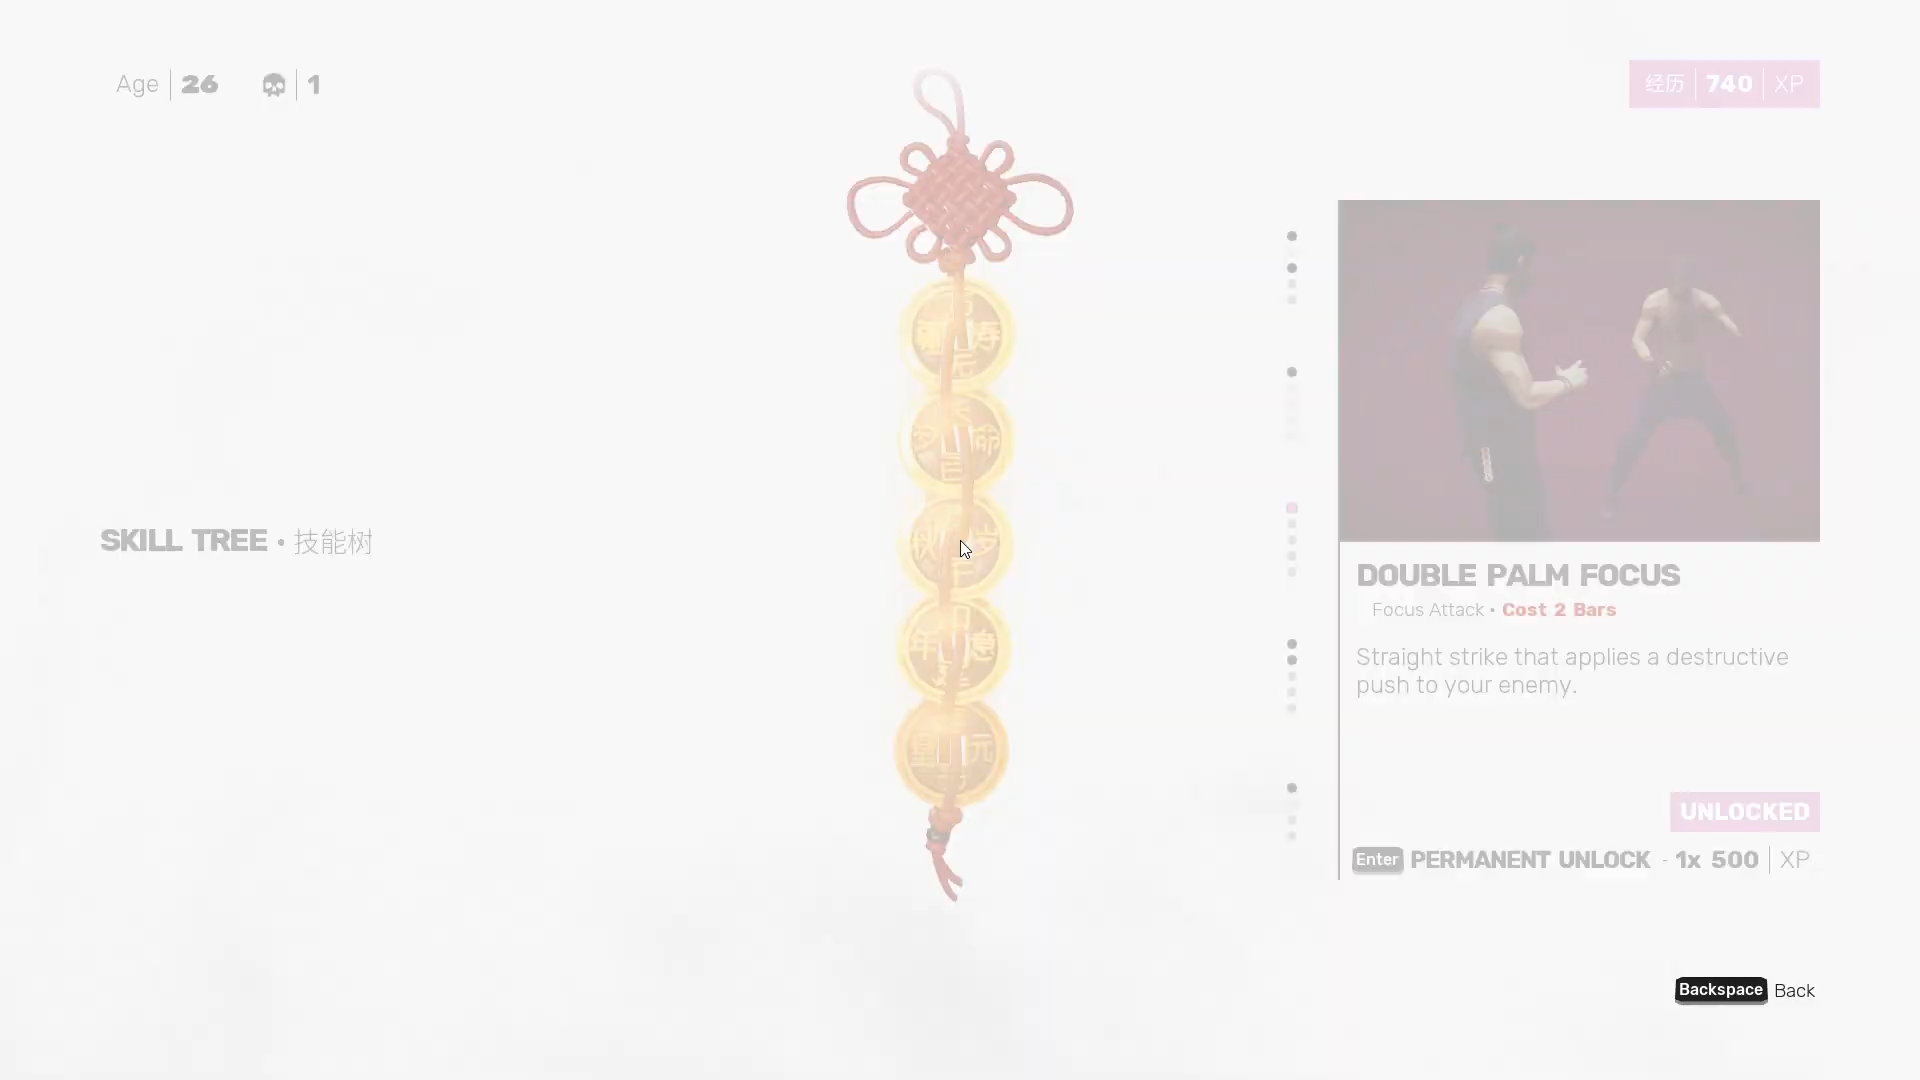 Age 26 1
经历 740 XP
SKILL TREE • 技能树
DOUBLE PALM FOCUS
Focus Attack • Cost 2 Bars
Straight strike that applies a destructive
push to your enemy.
UNLOCKED
Enter PERMANENT UNLOCK - 1x 500 XP
Backspace Back